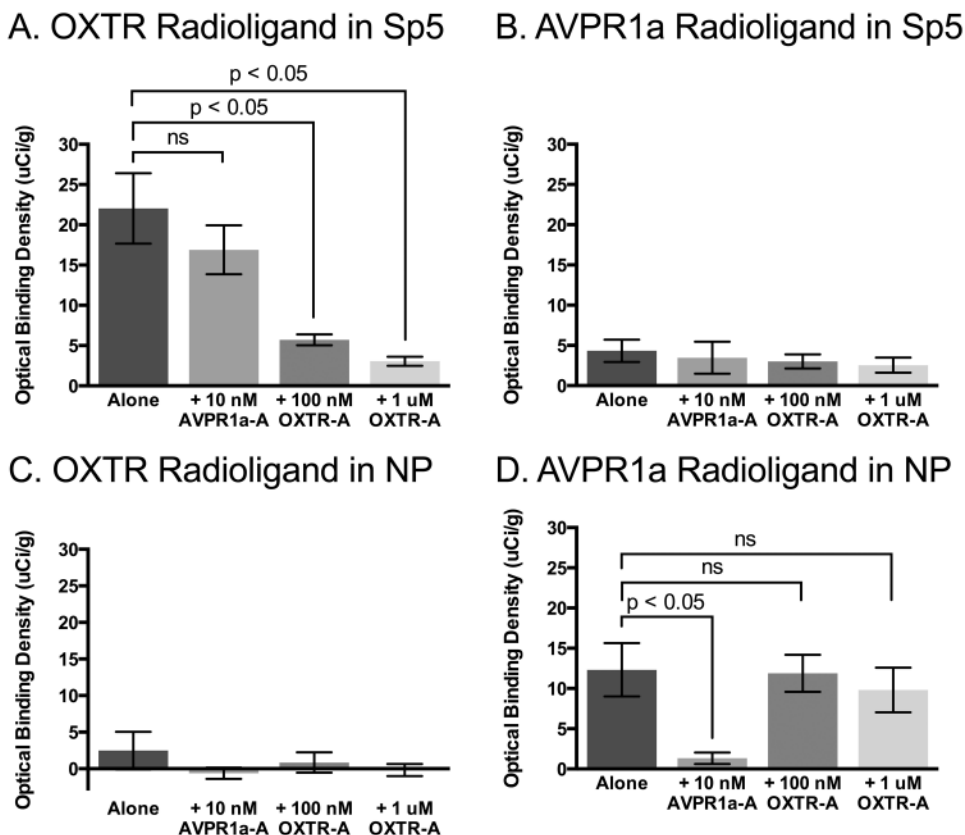 A. OXTR Radioligand in Sp5
p < 0.05
p < 0.05
ns
Optical Binding Density (uCi/g)
30
25
20
15
10
5
0
Alone
+ 10 nM
AVPR1a-A
+ 100 nM
OXTR-A
+ 1 uM
OXTR-A
B. AVPR1a Radioligand in Sp5
Optical Binding Density (uCi/g)
30
25
20
15
10
5
0
Alone
+ 10 nM
AVPR1a-A
+ 100 nM
OXTR-A
+ 1 uM
OXTR-A
C. OXTR Radioligand in NP
Optical Binding Density (uCi/g)
30
25
20
15
10
5
0
Alone
+ 10 nM
AVPR1a-A
+ 100 nM
OXTR-A
+ 1 uM
OXTR-A
D. AVPR1a Radioligand in NP
ns
ns
p < 0.05
Optical Binding Density (uCi/g)
30
25
20
15
10
5
0
Alone
+ 10 nM
AVPR1a-A
+ 100 nM
OXTR-A
+ 1 uM
OXTR-A